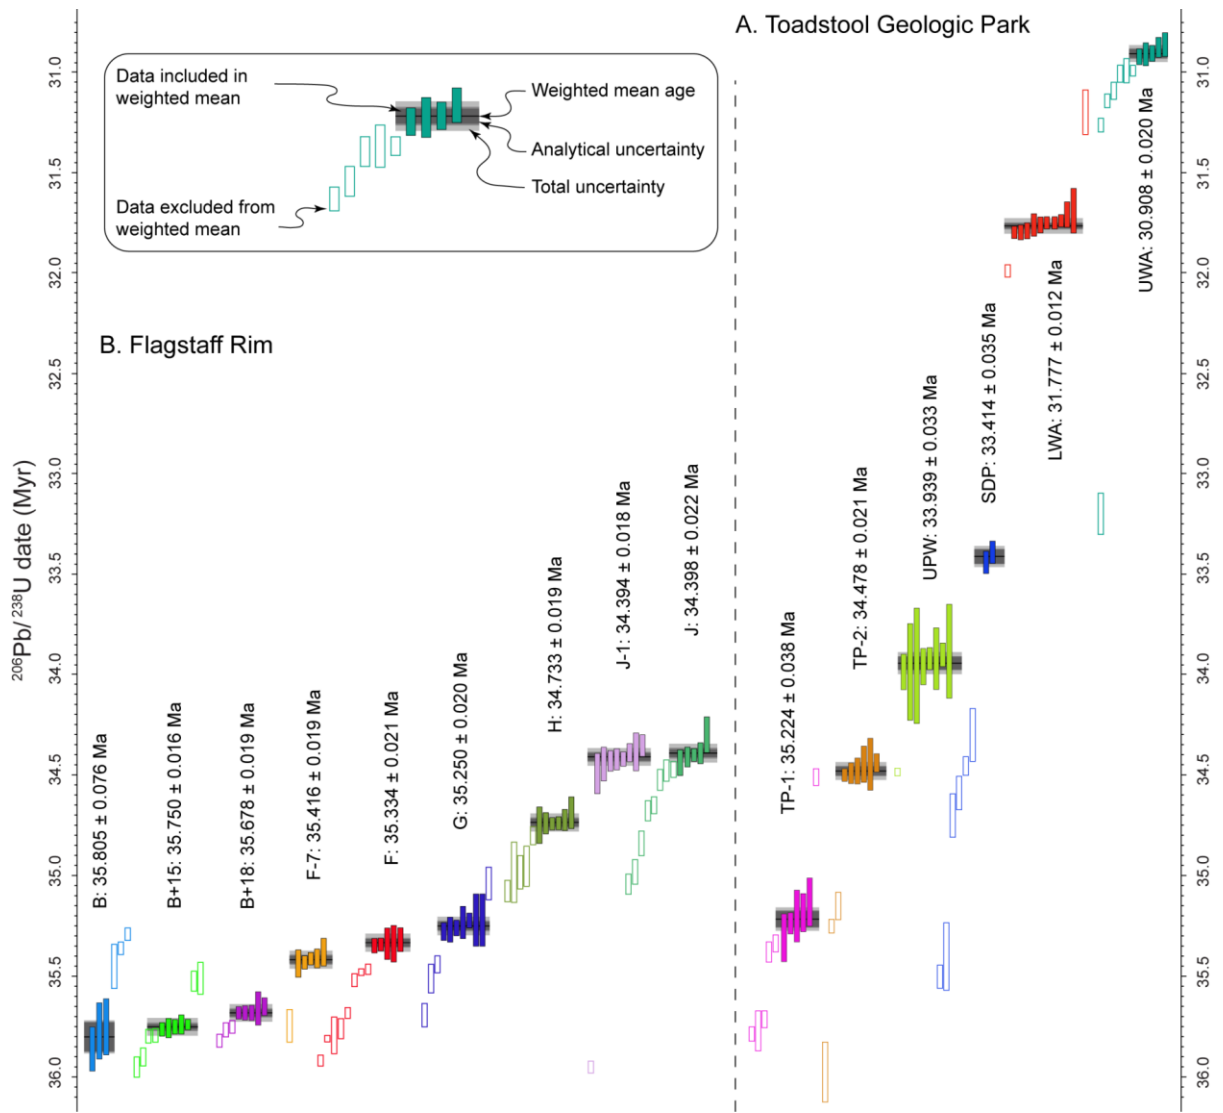 A. Toadstool Geologic Park
Data included in
weighted mean
Weighted mean age
Analytical uncertainty
Total uncertainty
Data excluded from
weighted mean
B. Flagstaff Rim
206Pb/238U date (Myr)
31.0
31.5
32.0
32.5
33.0
33.5
34.0
34.5
35.0
35.5
36.0
B: 35.805 ± 0.076 Ma
B+15: 35.750 ± 0.016 Ma
B+18: 35.678 ± 0.019 Ma
F-7: 35.416 ± 0.019 Ma
F: 35.334 ± 0.021 Ma
G: 35.250 ± 0.020 Ma
H: 34.733 ± 0.019 Ma
J-1: 34.394 ± 0.018 Ma
J: 34.398 ± 0.022 Ma
TP-1: 35.224 ± 0.038 Ma
TP-2: 34.478 ± 0.021 Ma
UPW: 33.939 ± 0.033 Ma
SDP: 33.414 ± 0.035 Ma
LWA: 31.777 ± 0.012 Ma
UWA: 30.908 ± 0.020 Ma
31.0
31.5
32.0
32.5
33.0
33.5
34.0
34.5
35.0
35.5
36.0